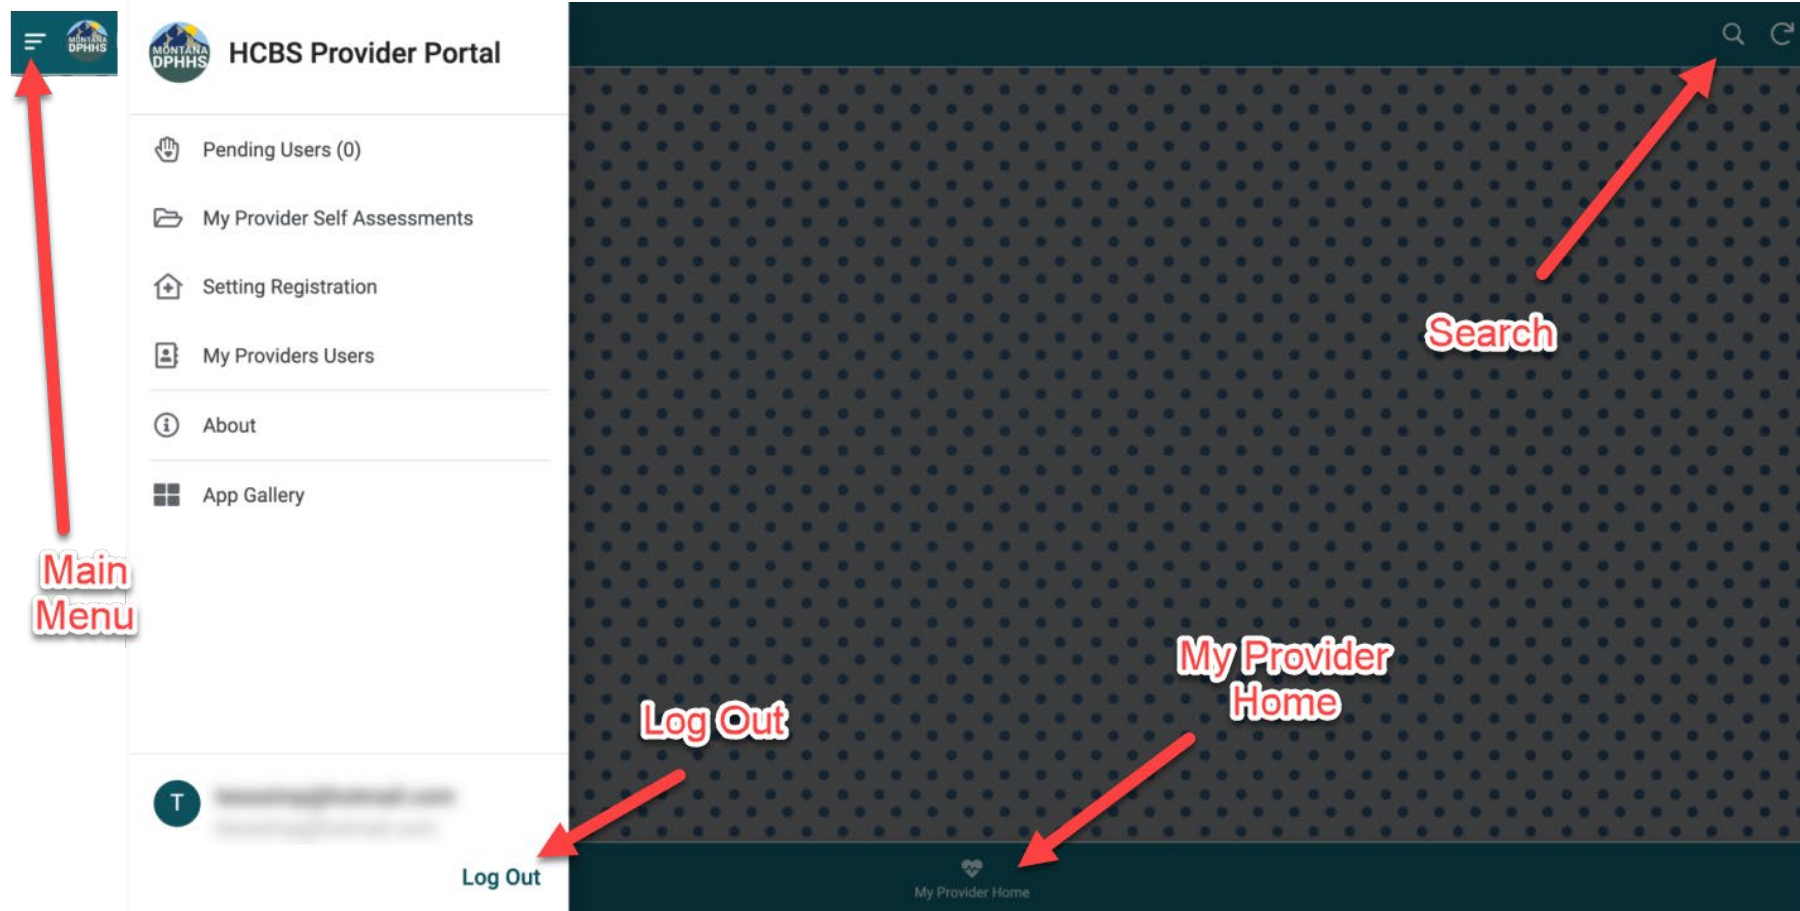 MONTANA
DPHHS
MONTANA
DPHHS
HCBS Provider Portal
Pending Users (0)
My Provider Self Assessments
Setting Registration
My Providers Users
About
App Gallery
Main
Menu
Search
My Provider
Home
Log Out
T
Log Out
My Provider Home